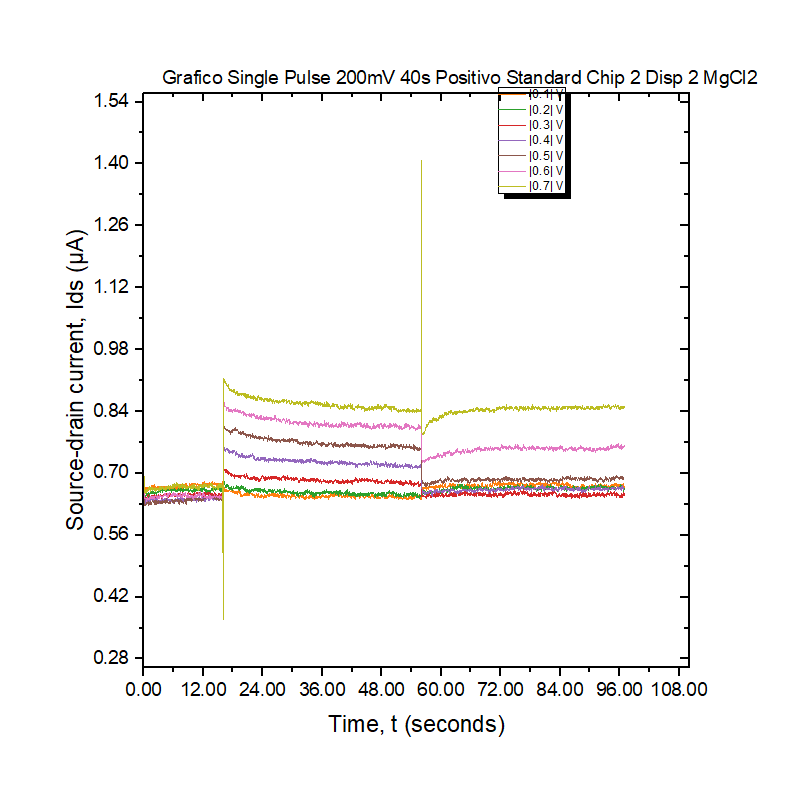 Grafico Single Pulse 200mV 40s Positivo Standard Chip 2 Disp 2 MgCl2
|0.1| V
|0.2| V
|0.3| V
|0.4| V
|0.5| V
|0.6| V
|0.7| V
1.54
1.40
1.26
1.12
0.98
0.84
0.70
0.56
0.42
0.28
Source-drain current, Ids (µA)
0.00 12.00 24.00 36.00 48.00 60.00 72.00 84.00 96.00 108.00
Time, t (seconds)